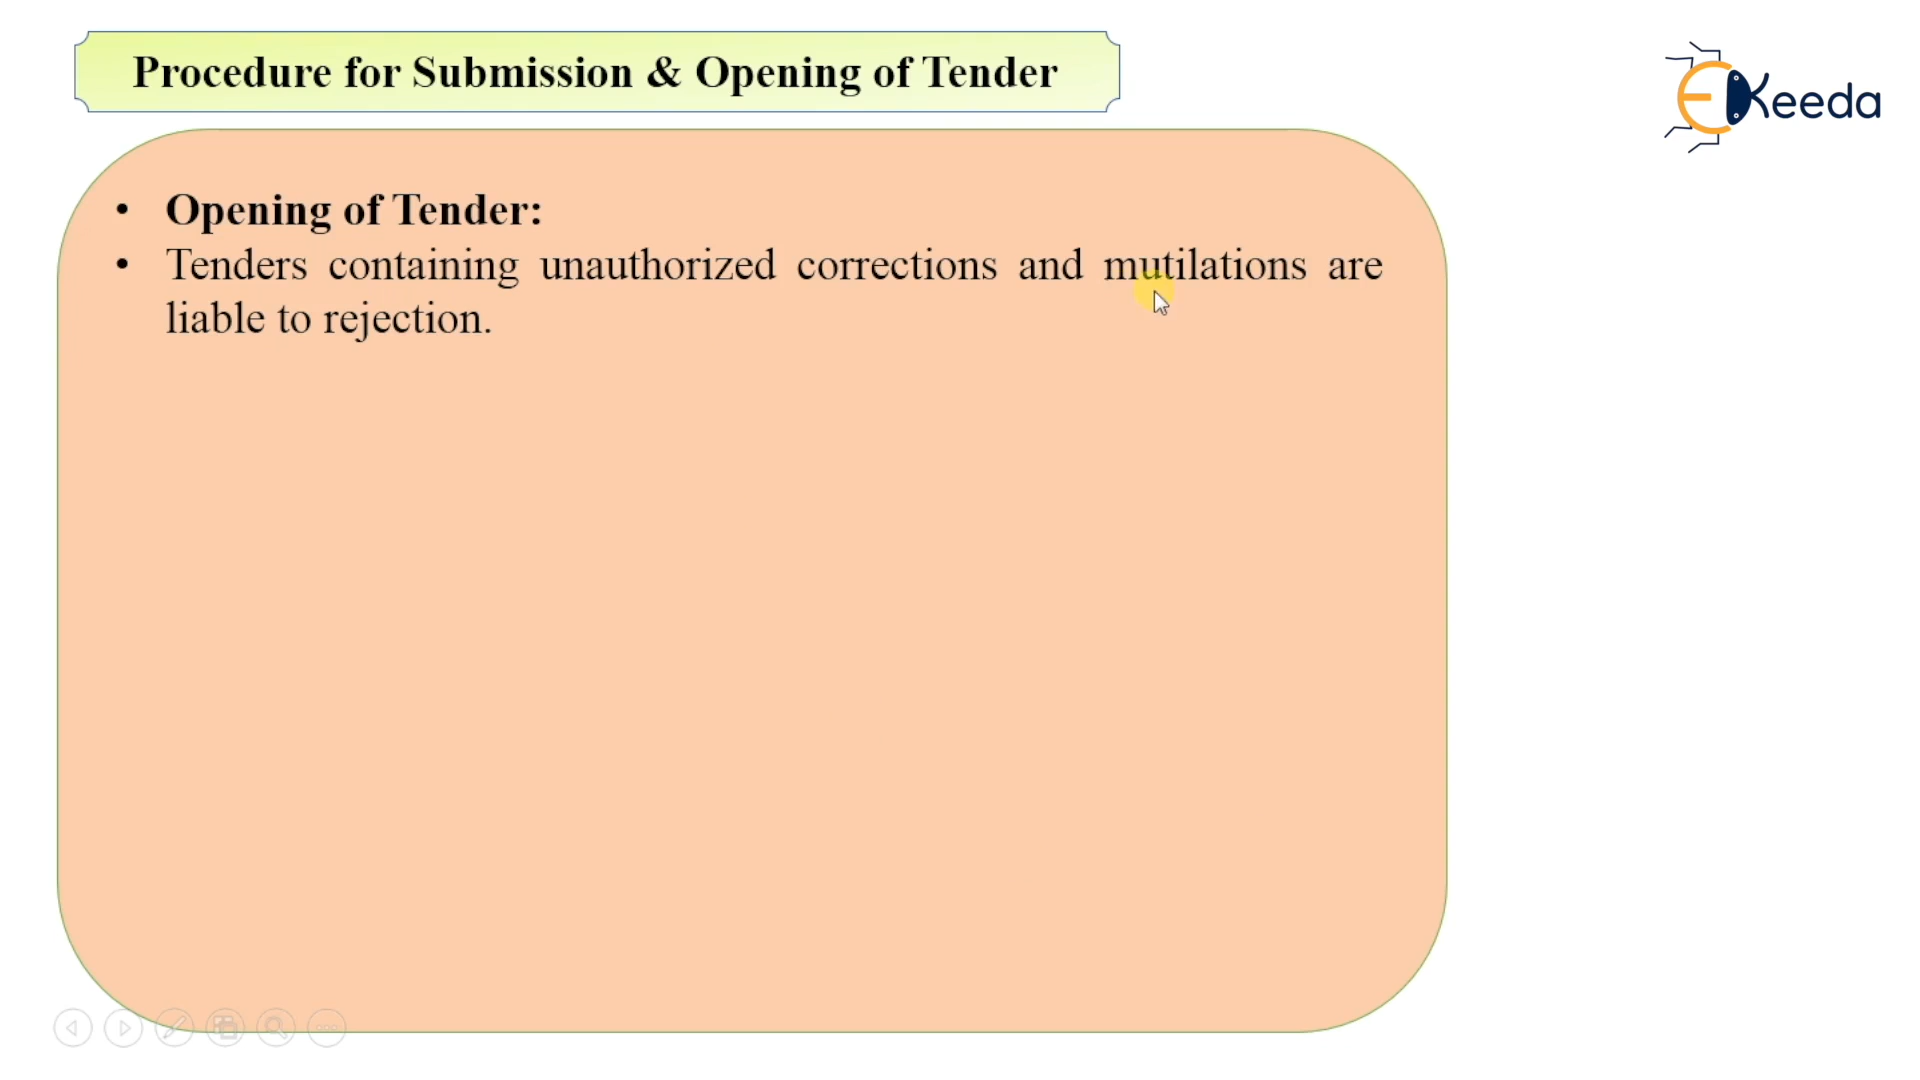 Procedure for Submission & Opening of Tender
EKeeda
• Opening of Tender:
• Tenders containing unauthorized corrections and mutilations are
liable to rejection.